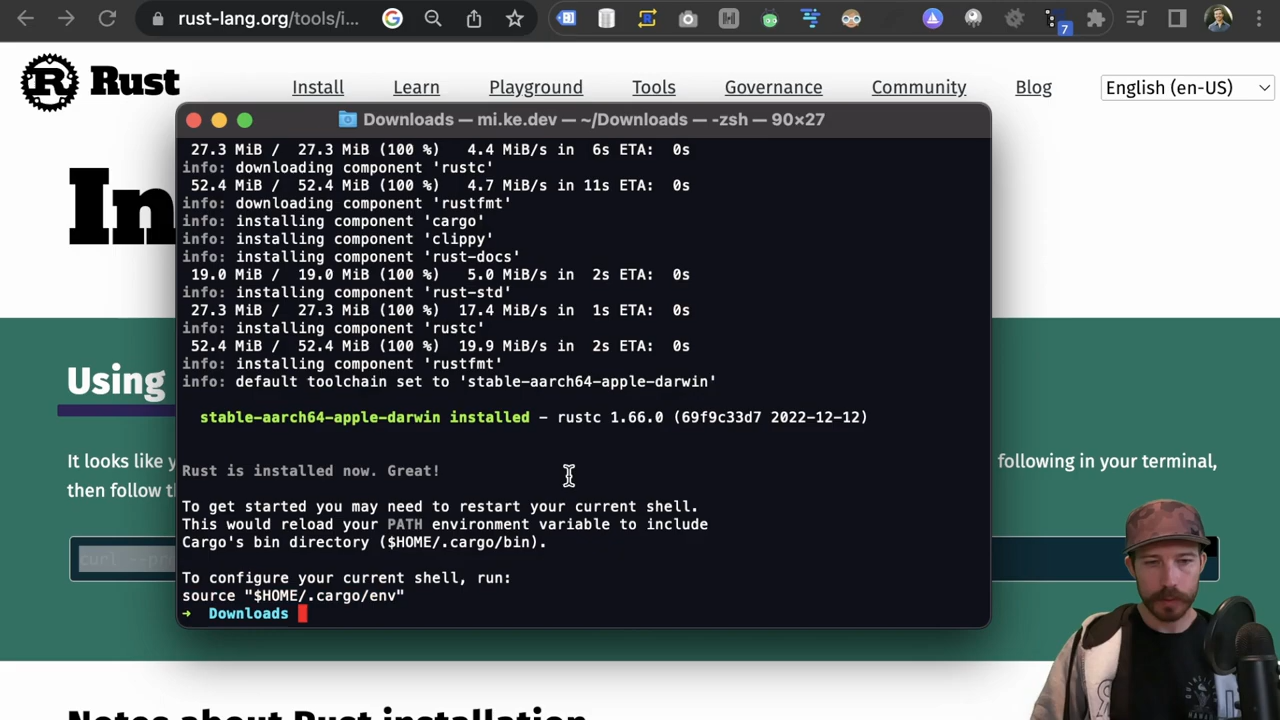 rust-lang.org/tools/i...
7
Rust
Install
Learn
Playground
Tools
Governance
Community
Blog
English (en-US)
Downloads — mi.ke.dev — ~/Downloads — -zsh — 90×27
In
27.3 MiB / 27.3 MiB (100 %) 4.4 MiB/s in 6s ETA: 0s
info: downloading component 'rustc'
52.4 MiB / 52.4 MiB (100 %) 4.7 MiB/s in 11s ETA: 0s
info: downloading component 'rustfmt'
info: installing component 'cargo'
info: installing component 'clippy'
info: installing component 'rust-docs'
19.0 MiB / 19.0 MiB (100 %) 5.0 MiB/s in 2s ETA: 0s
info: installing component 'rust-std'
27.3 MiB / 27.3 MiB (100 %) 17.4 MiB/s in 1s ETA: 0s
info: installing component 'rustc'
52.4 MiB / 52.4 MiB (100 %) 19.9 MiB/s in 2s ETA: 0s
info: installing component 'rustfmt'
info: default toolchain set to 'stable-aarch64-apple-darwin'
stable-aarch64-apple-darwin installed - rustc 1.66.0 (69f9c33d7 2022-12-12)
Rust is installed now. Great!
To get started you may need to restart your current shell.
This would reload your PATH environment variable to include
Cargo's bin directory ($HOME/.cargo/bin).
To configure your current shell, run:
source "$HOME/.cargo/env"
➜ Downloads
Using
It looks like y
following in your terminal,
then follow th
curl --pr
Notes about Rust installation